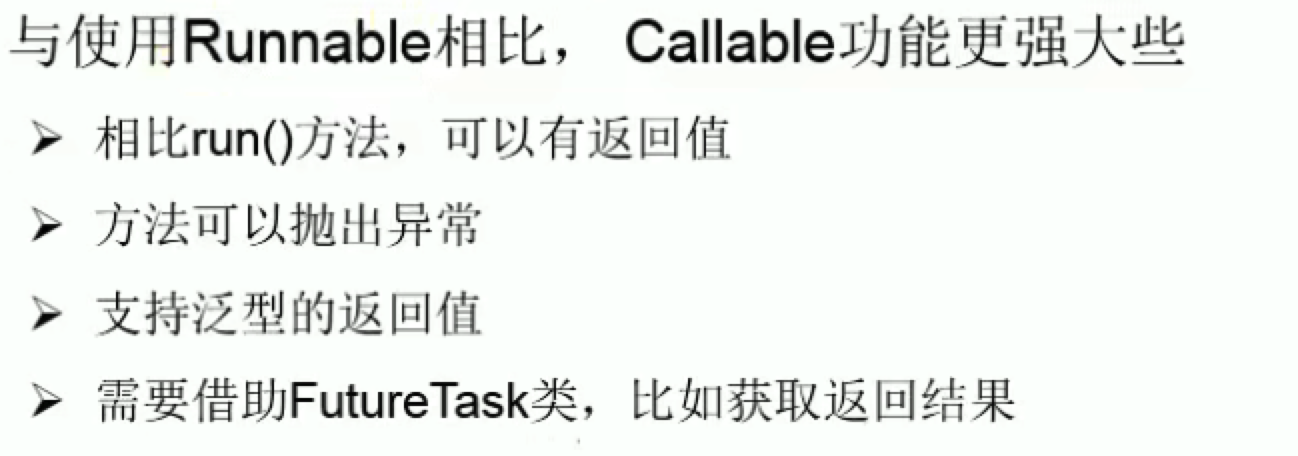 与使用Runnable相比， Callable功能更强大些
➢ 相比run()方法，可以有返回值
➢ 方法可以抛出异常
➢ 支持泛型的返回值
➢ 需要借助FutureTask类，比如获取返回结果